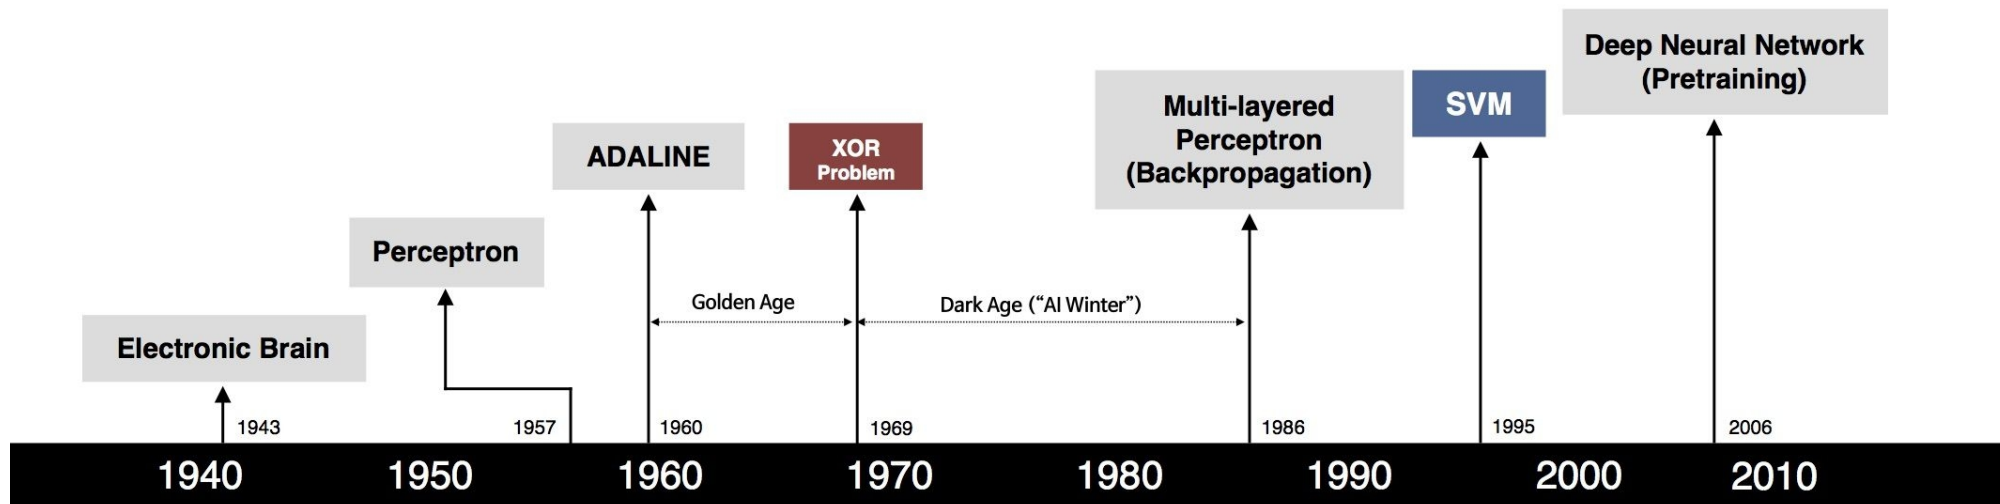 Deep Neural Network
(Pretraining)
Multi-layered
Perceptron
(Backpropagation)
SVM
ADALINE
XOR
Problem
Perceptron
Golden Age
Dark Age (“AI Winter”)
Electronic Brain
1943
1957
1960
1969
1986
1995
2006
1940
1950
1960
1970
1980
1990
2000
2010